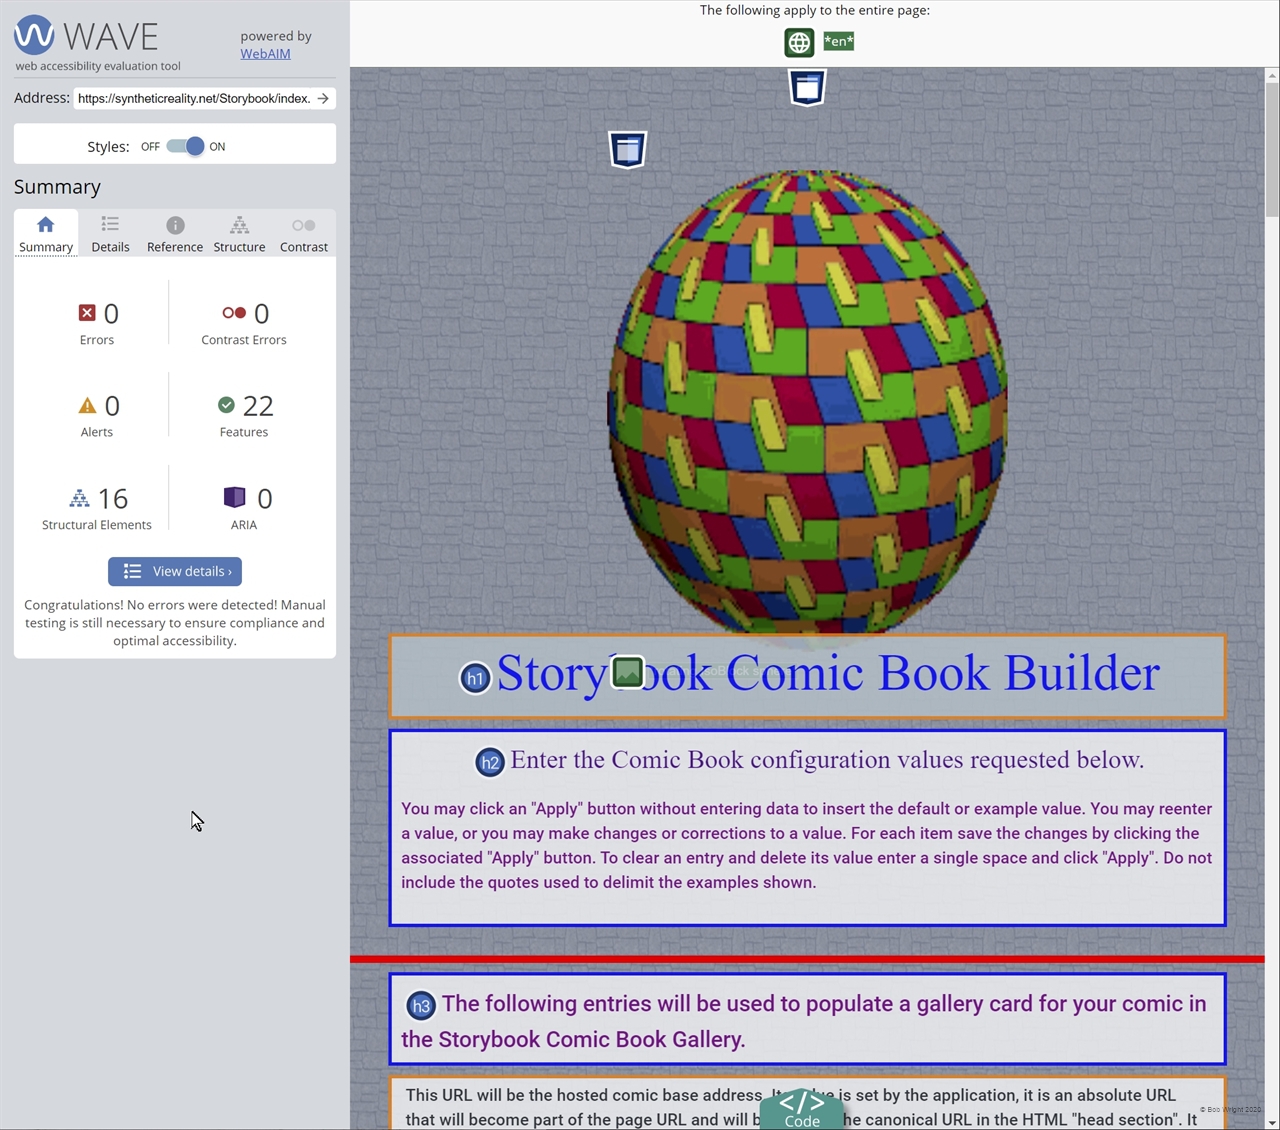 WAVE
powered by
WebAIM
web accessibility evaluation tool
Address: https://syntheticreality.net/Storybook/index.
Styles: OFF ON
Summary
Summary Details Reference Structure Contrast
0 0
Errors Contrast Errors
0 22
Alerts Features
16 0
Structural Elements ARIA
View details ›
Congratulations! No errors were detected! Manual
testing is still necessary to ensure compliance and
optimal accessibility.
The following apply to the entire page:
*en*
h1 Storybook Comic Book Builder
h2 Enter the Comic Book configuration values requested below.
You may click an "Apply" button without entering data to insert the default or example value. You may reenter
a value, or you may make changes or corrections to a value. For each item save the changes by clicking the
associated "Apply" button. To clear an entry and delete its value enter a single space and click "Apply". Do not
include the quotes used to delimit the examples shown.
h3 The following entries will be used to populate a gallery card for your comic in
the Storybook Comic Book Gallery.
This URL will be the hosted comic base address. is set by the application, it is an absolute URL
that will become part of the page URL and will he canonical URL in the HTML "head section". It
</> Code
© Bob Wright 2026